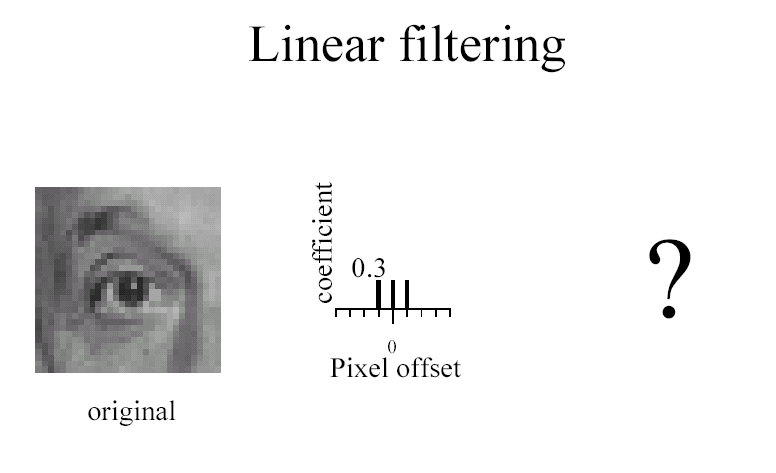 Linear filtering
coefficient
0.3
0
Pixel offset
?
original